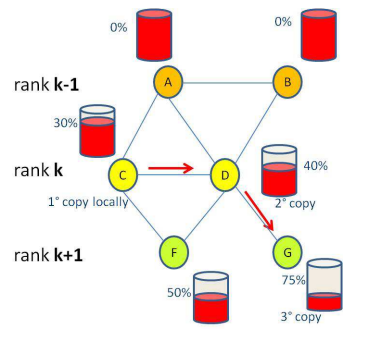 0%
0%
rank k-1
A
B
30%
40%
rank k
C
D
1° copy locally
2° copy
rank k+1
F
G
50%
75%
3° copy